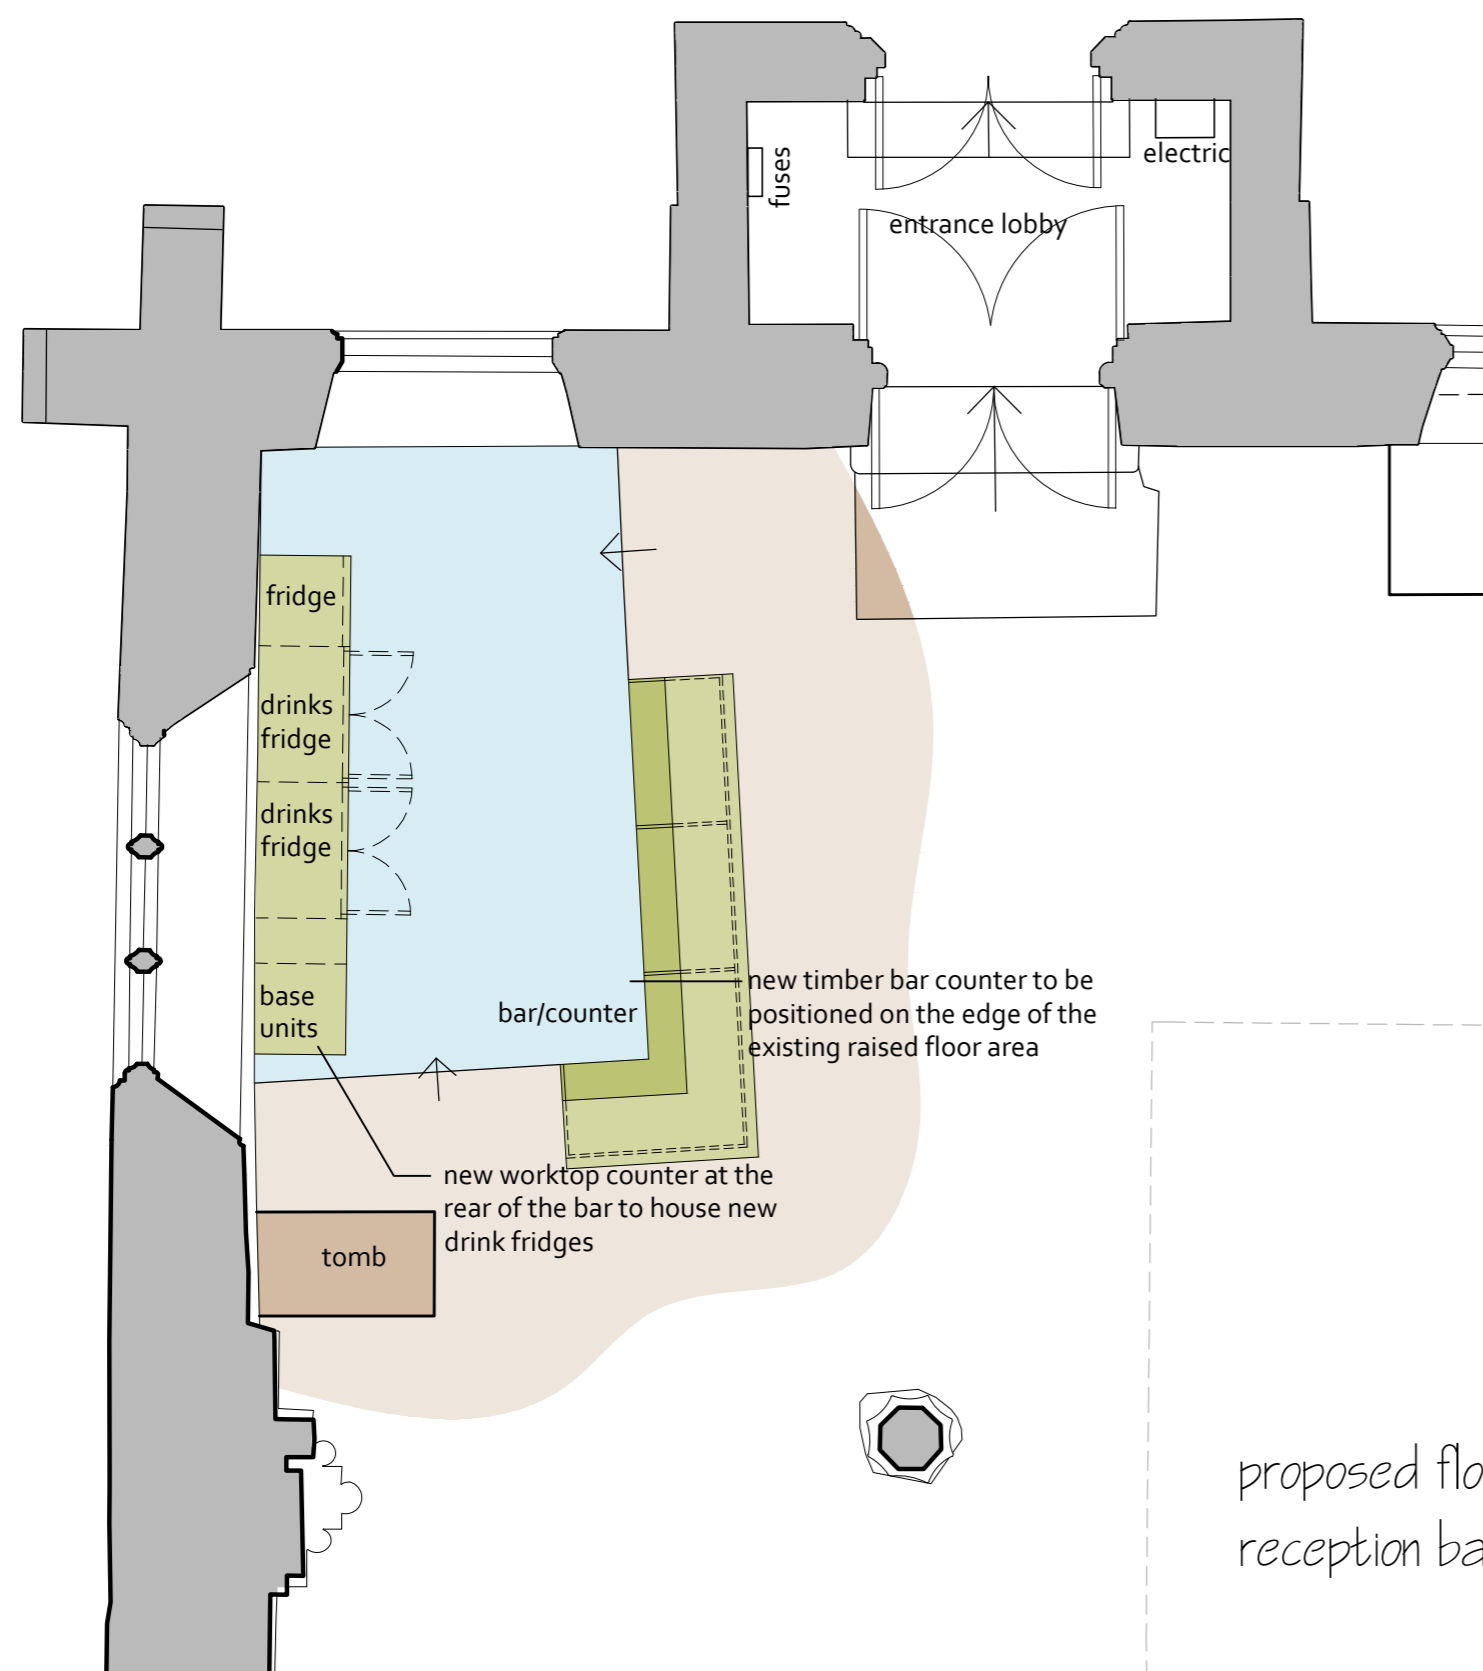 electric
fuses
entrance lobby
fridge
drinks
fridge
drinks
fridge
base
units
bar/counter
new timber bar counter to be
positioned on the edge of the
existing raised floor area
new worktop counter at the
rear of the bar to house new
drink fridges
tomb
proposed
reception